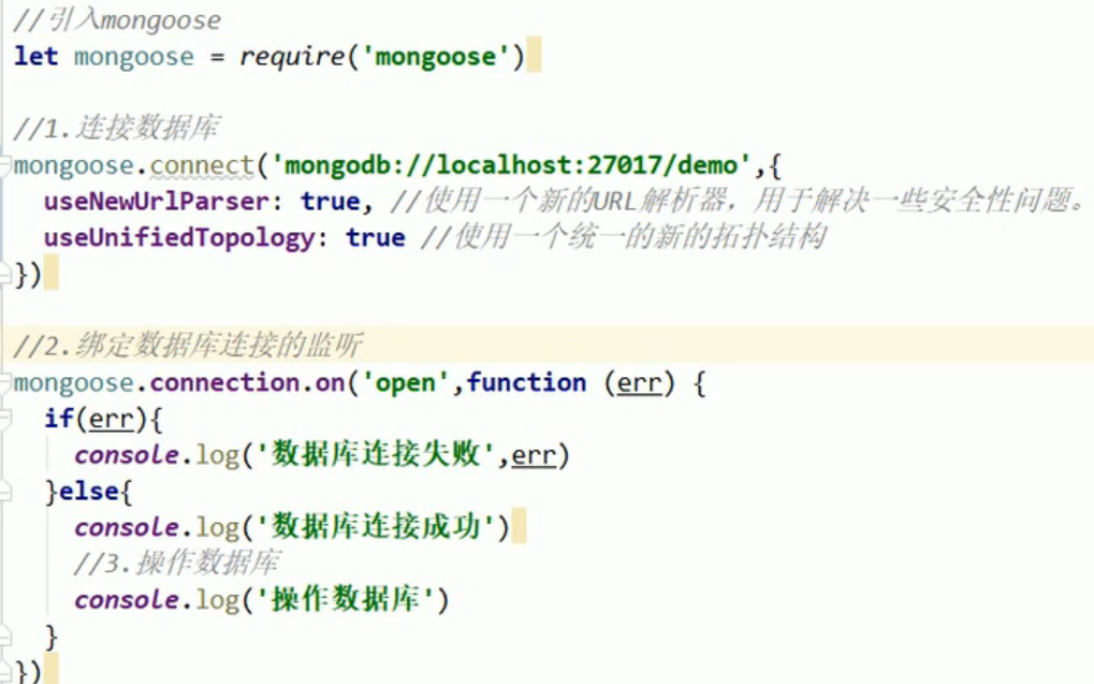 //引入mongoose
let mongoose = require('mongoose')
//1.连接数据库
mongoose.connect('mongodb://localhost:27017/demo',{
useNewUrlParser: true, //使用一个新的URL解析器，用于解决一些安全性问题。
useUnifiedTopology: true //使用一个统一的新的拓扑结构
})
//2.绑定数据库连接的监听
mongoose.connection.on('open',function (err) {
if(err){
console.log('数据库连接失败',err)
}else{
console.log('数据库连接成功')
//3.操作数据库
console.log('操作数据库')
}
})